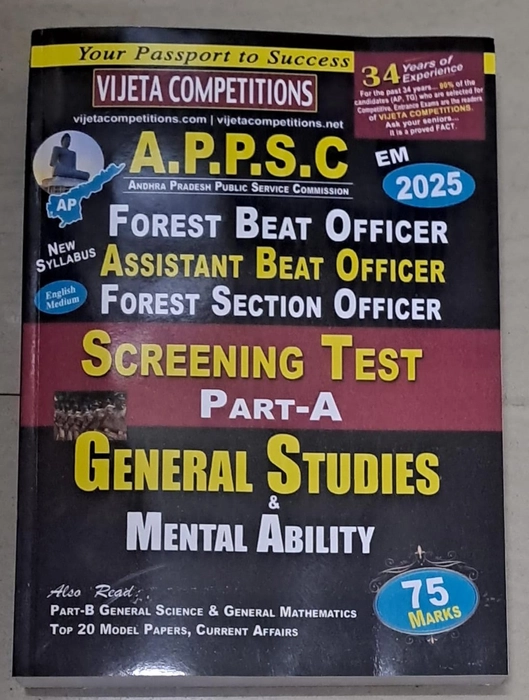 Your Passport to Success
VIJETA COMPETITIONS
vijetacompetitions.com | vijetacompetitions.net
34 Years of Experience
For the past 34 years... 90% of the
candidates (AP, TG) who are selected for
Competitive, Entrance Exams are the readers
of VIJETA COMPETITIONS.
Ask your seniors...
It is a proved FACT.
A.P.P.S.C
ANDHRA PRADESH PUBLIC SERVICE COMMISSION
EM
2025
AP
NEW
SYLLABUS
English
Medium
FOREST BEAT OFFICER
ASSISTANT BEAT OFFICER
FOREST SECTION OFFICER
SCREENING TEST
PART-A
GENERAL STUDIES
&
MENTAL ABILITY
75
MARKS
Also Read...
PART-B GENERAL SCIENCE & GENERAL MATHEMATICS
TOP 20 MODEL PAPERS, CURRENT AFFAIRS